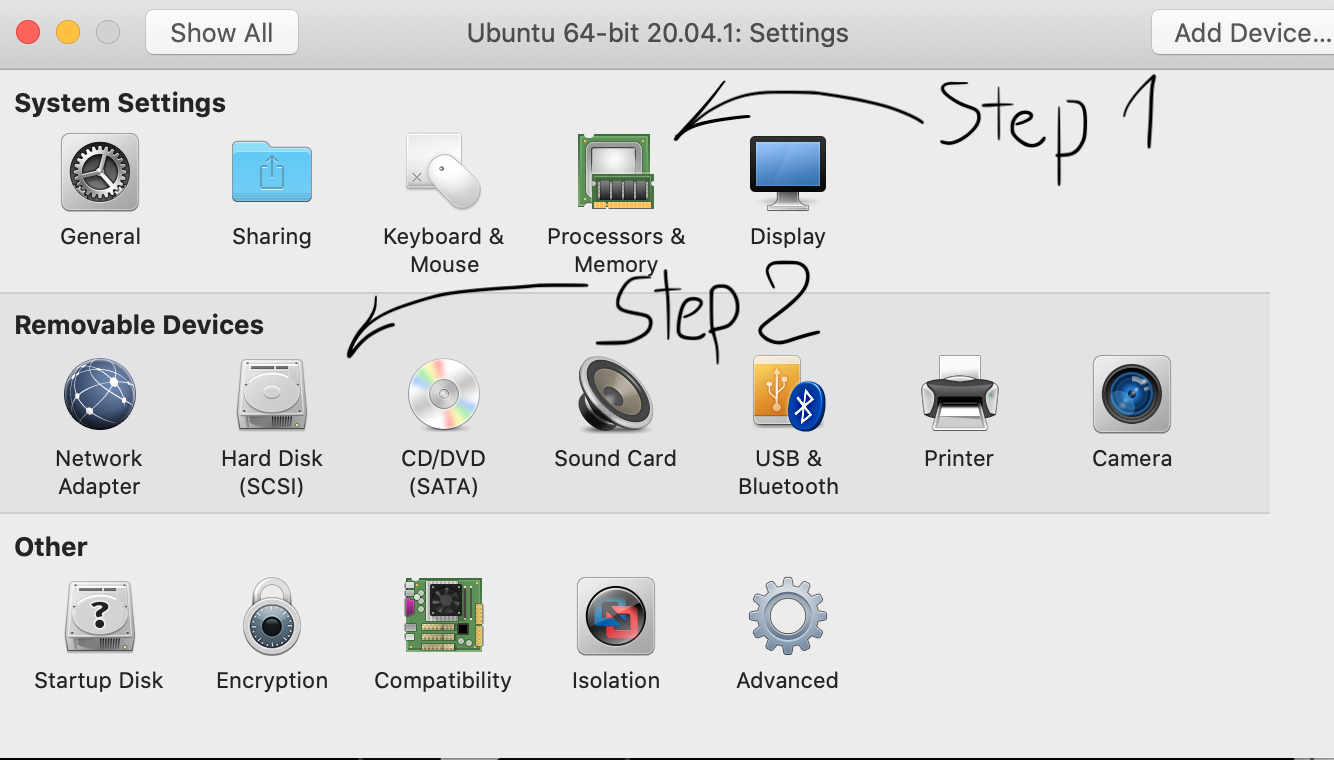 Show All
Ubuntu 64-bit 20.04.1: Settings
Add Device...
System Settings
Step 1
General
Sharing
Keyboard &
Mouse
Processors &
Memory
Display
Step 2
Removable Devices
Network
Adapter
Hard Disk
(SCSI)
CD/DVD
(SATA)
Sound Card
USB &
Bluetooth
Printer
Camera
Other
Startup Disk
Encryption
Compatibility
Isolation
Advanced